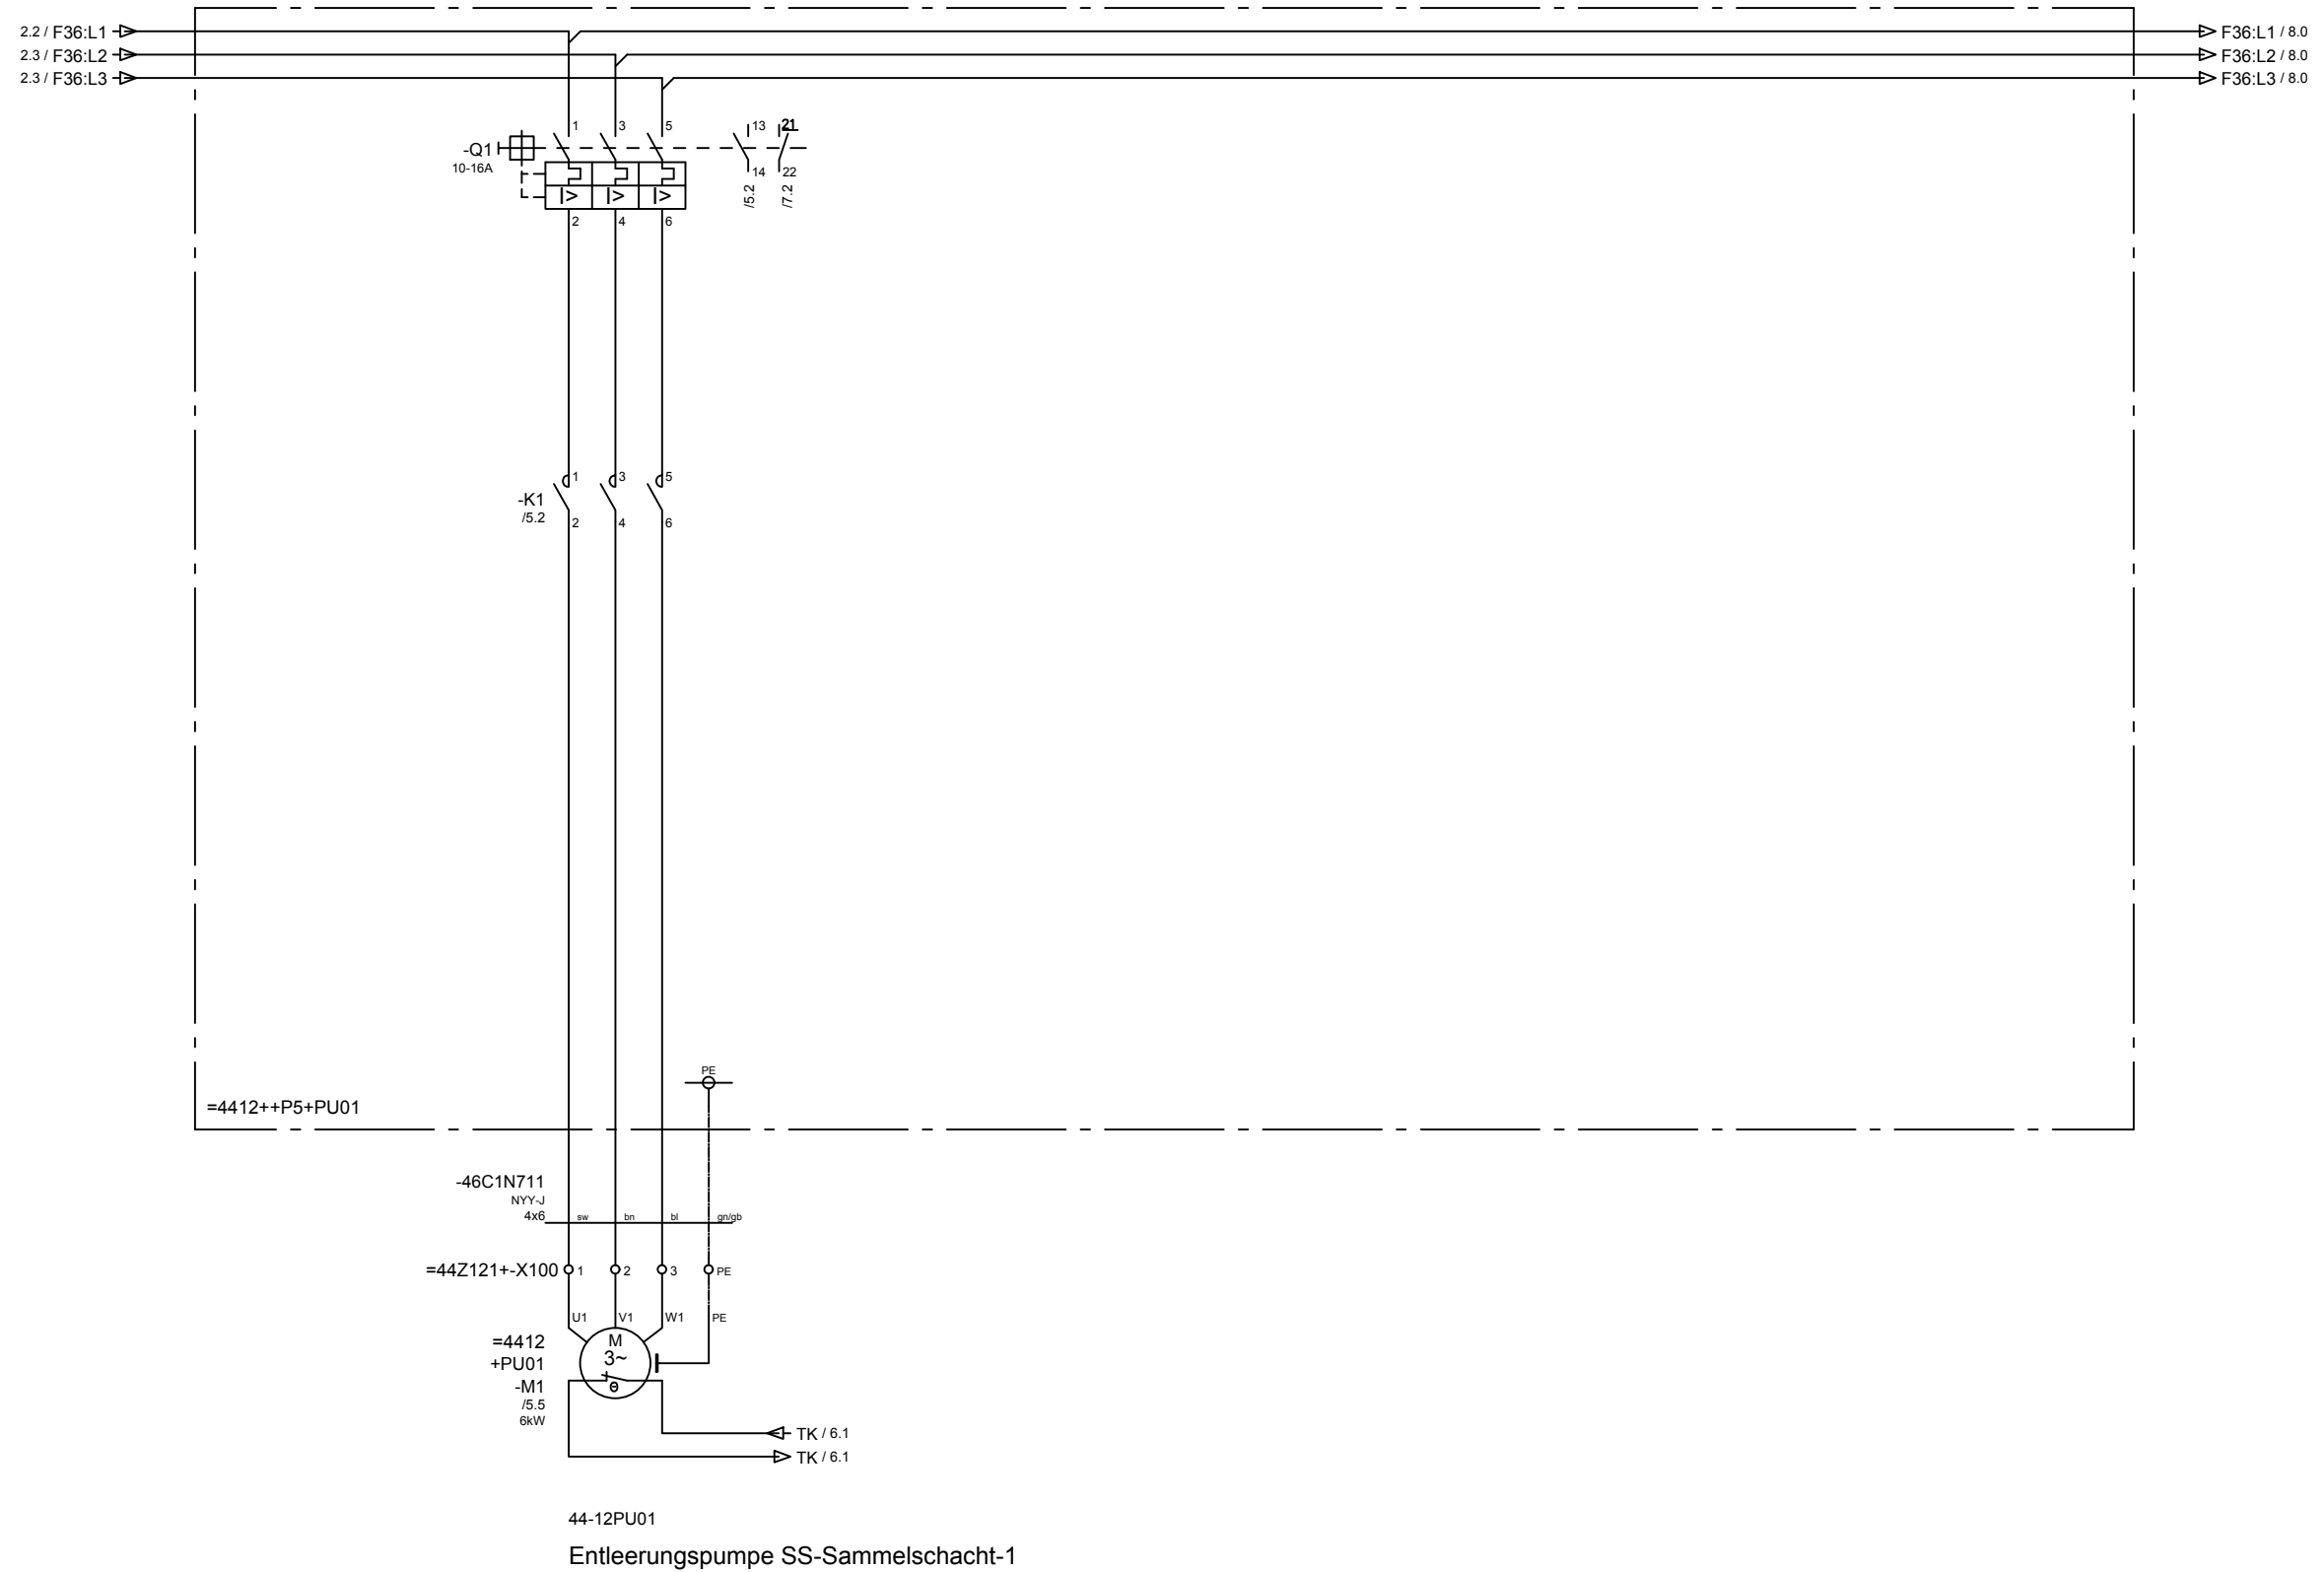 2.2 / F36:L1
F36:L1 / 8.0
2.3 / F36:L2
F36:L2 / 8.0
2.3 / F36:L3
F36:L3 / 8.0
1 3 5 13 21
-Q1
10-16A
14 22
I> I> I>
/5.2 /7.2
2 4 6
1 3 5
-K1
/5.2
2 4 6
PE
=4412++P5+PU01
-46C1N711
NYY-J
4x6 sw bn bl gn/gb
=44Z121+-X100 1 2 3 PE
U1 V1 W1 PE
=4412
M
3~
+PU01
-M1
θ
/5.5
6kW
TK / 6.1
TK / 6.1
44-12PU01
Entleerungspumpe SS-Sammelschacht-1